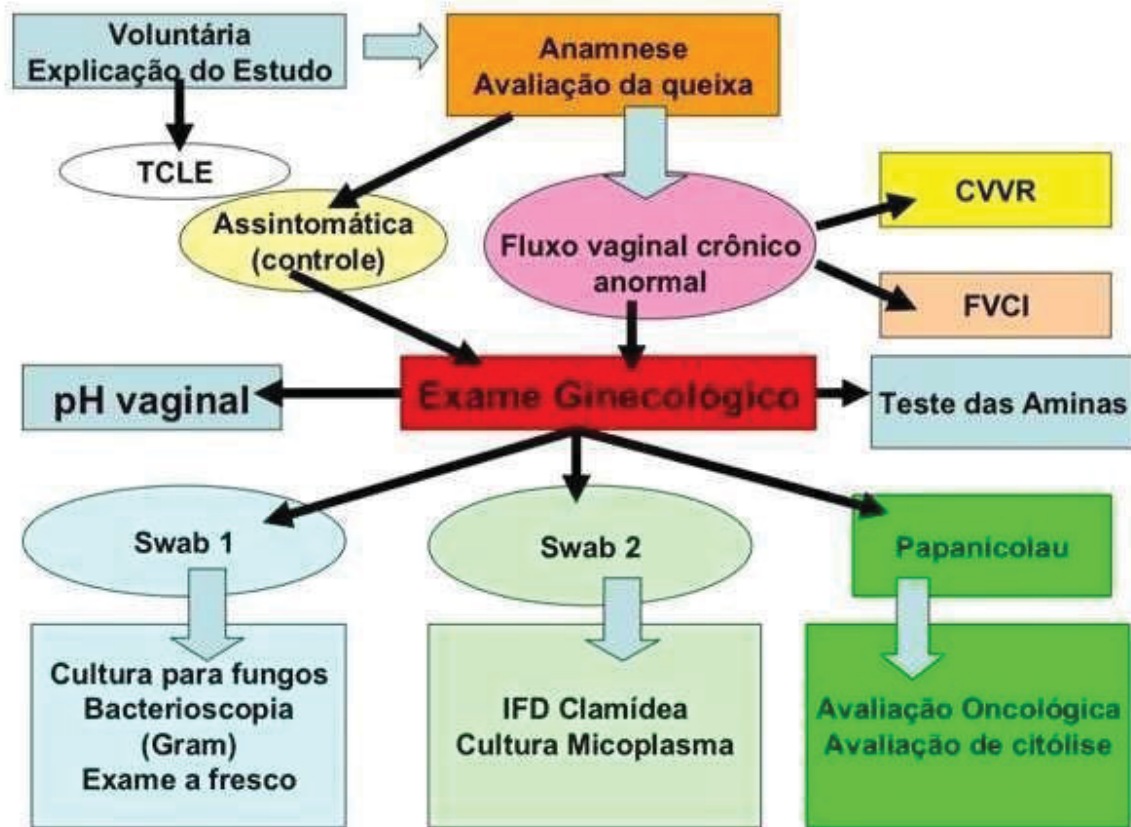 Voluntária
Explicação do Estudo
Anamnese
Avaliação da queixa
TCLE
Assintomática
(controle)
Fluxo vaginal crônico
anormal
CVVR
FVCI
pH vaginal
Exame Ginecológico
Teste das Aminas
Swab 1
Swab 2
Papanicolau
Cultura para fungos
Bacterioscopia
(Gram)
Exame a fresco
IFD Clamídea
Cultura Micoplasma
Avaliação Oncológica
Avaliação de citólise